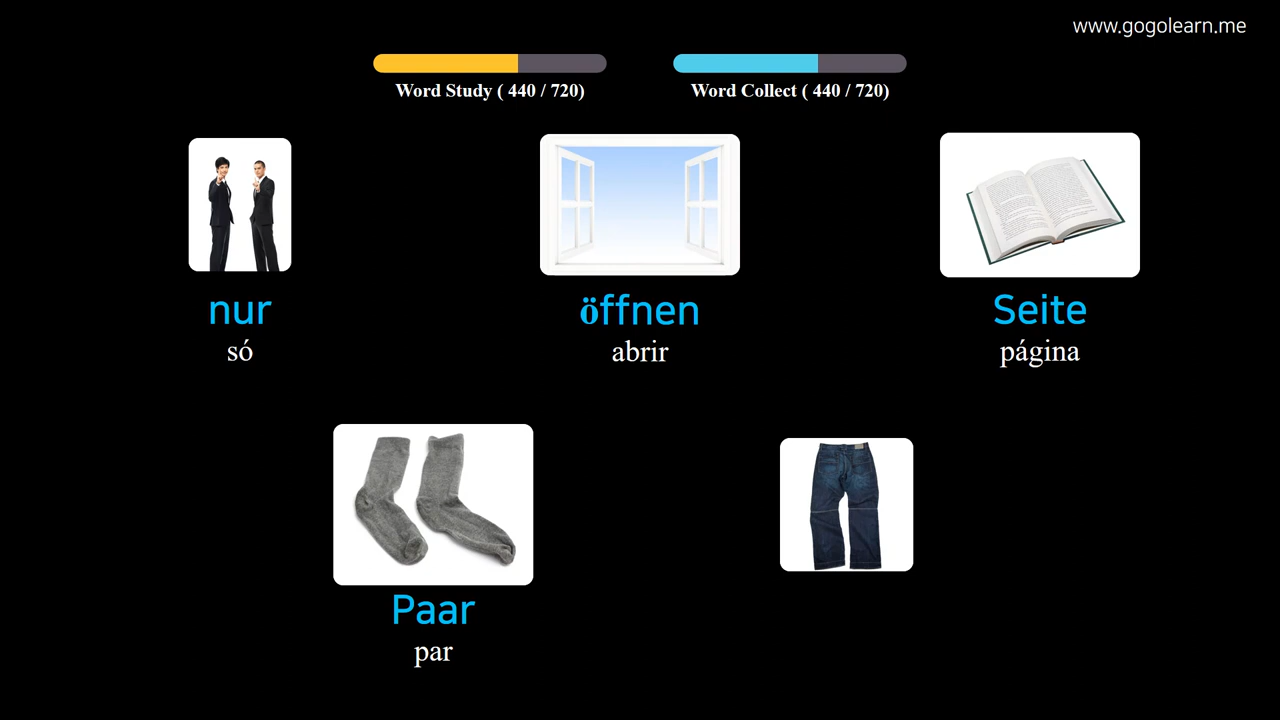 www.gogolearn.me
Word Study ( 440 / 720)
Word Collect ( 440 / 720)
nur
só
öffnen
abrir
Seite
página
Paar
par